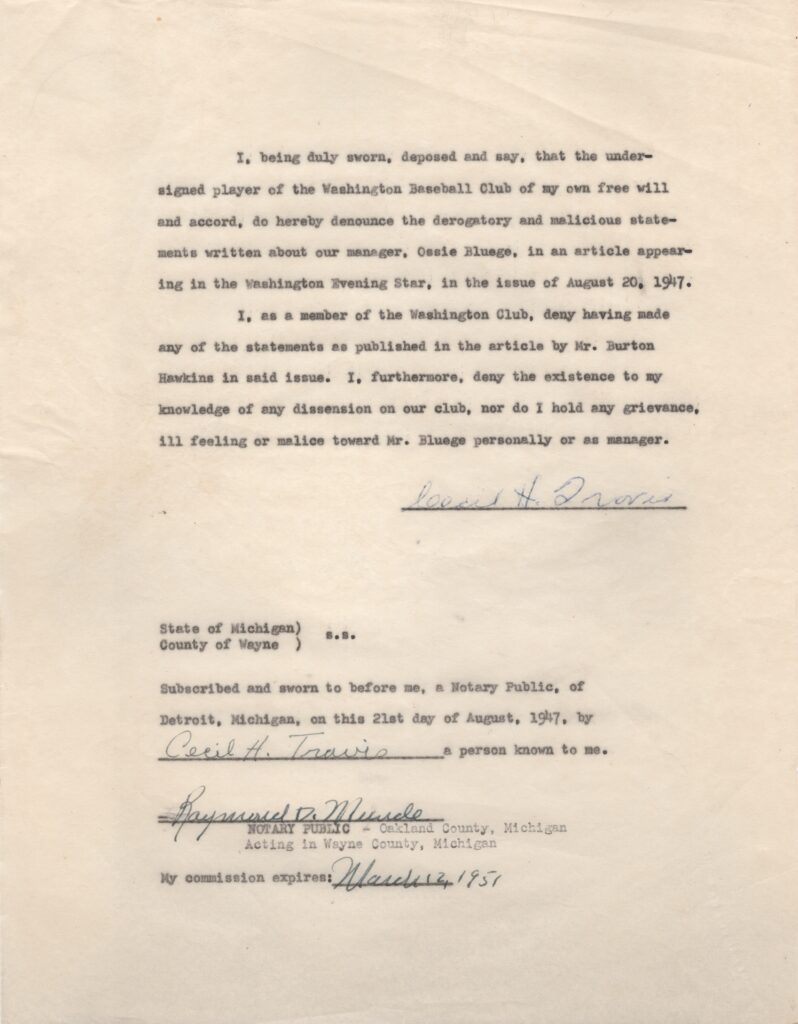 I, being duly sworn, deposed and say, that the under-
signed player of the Washington Baseball Club of my own free will
and accord, do hereby denounce the derogatory and malicious state-
ments written about our manager, Ossie Bluege, in an article appear-
ing in the Washington Evening Star, in the issue of August 20, 1947.
I, as a member of the Washington Club, deny having made
any of the statements as published in the article by Mr. Burton
Hawkins in said issue. I, furthermore, deny the existence to my
knowledge of any dissension on our club, nor do I hold any grievance,
ill feeling or malice toward Mr. Bluege personally or as manager.
Cecil H. Travis
State of Michigan)
County of Wayne ) s.s.
Subscribed and sworn to before me, a Notary Public, of
Detroit, Michigan, on this 21st day of August, 1947, by
Cecil H. Travis a person known to me.
Raymond D.
NOTARY PUBLIC - Oakland County, Michigan
Acting in Wayne County, Michigan
My commission expires: March 12, 1951